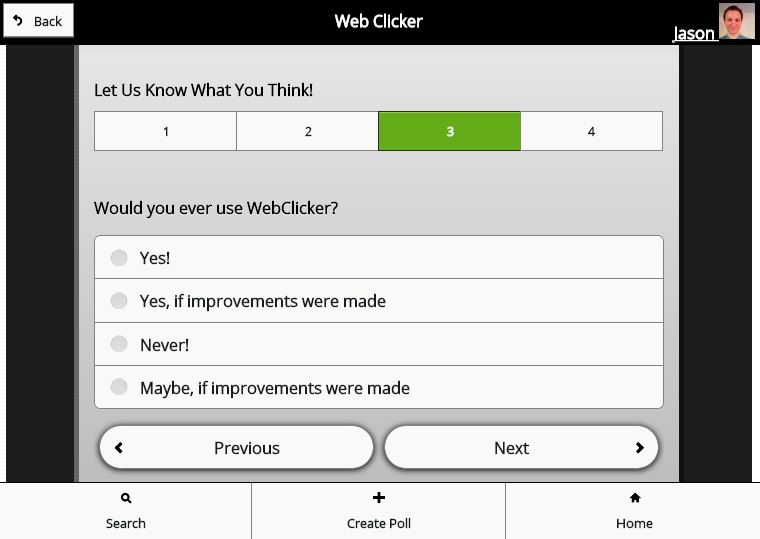 Back
Web Clicker
Jason
Let Us Know What You Think!
1 2 3 4
Would you ever use WebClicker?
Yes!
Yes, if improvements were made
Never!
Maybe, if improvements were made
Previous Next
Search Create Poll Home